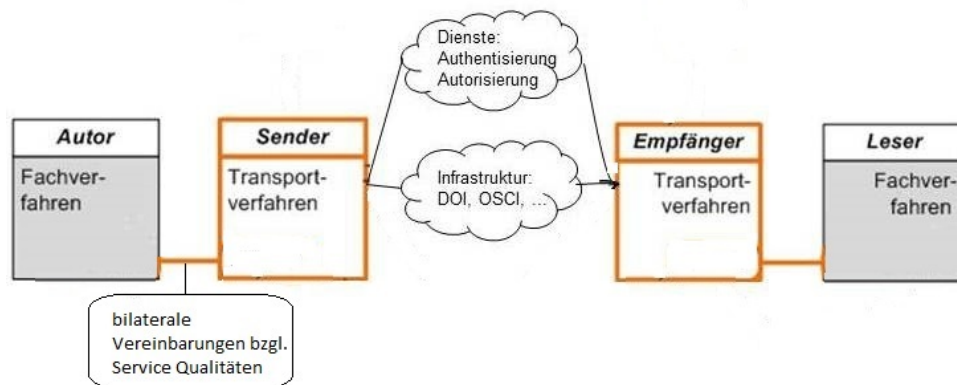 Dienste:
Authentisierung
Autorisierung
Autor
Fachver-
fahren
Sender
Transport-
verfahren
Infrastruktur:
DOI, OSCI, ...
Empfänger
Transport-
verfahren
Leser
Fachver-
fahren
bilaterale
Vereinbarungen bzgl.
Service Qualitäten